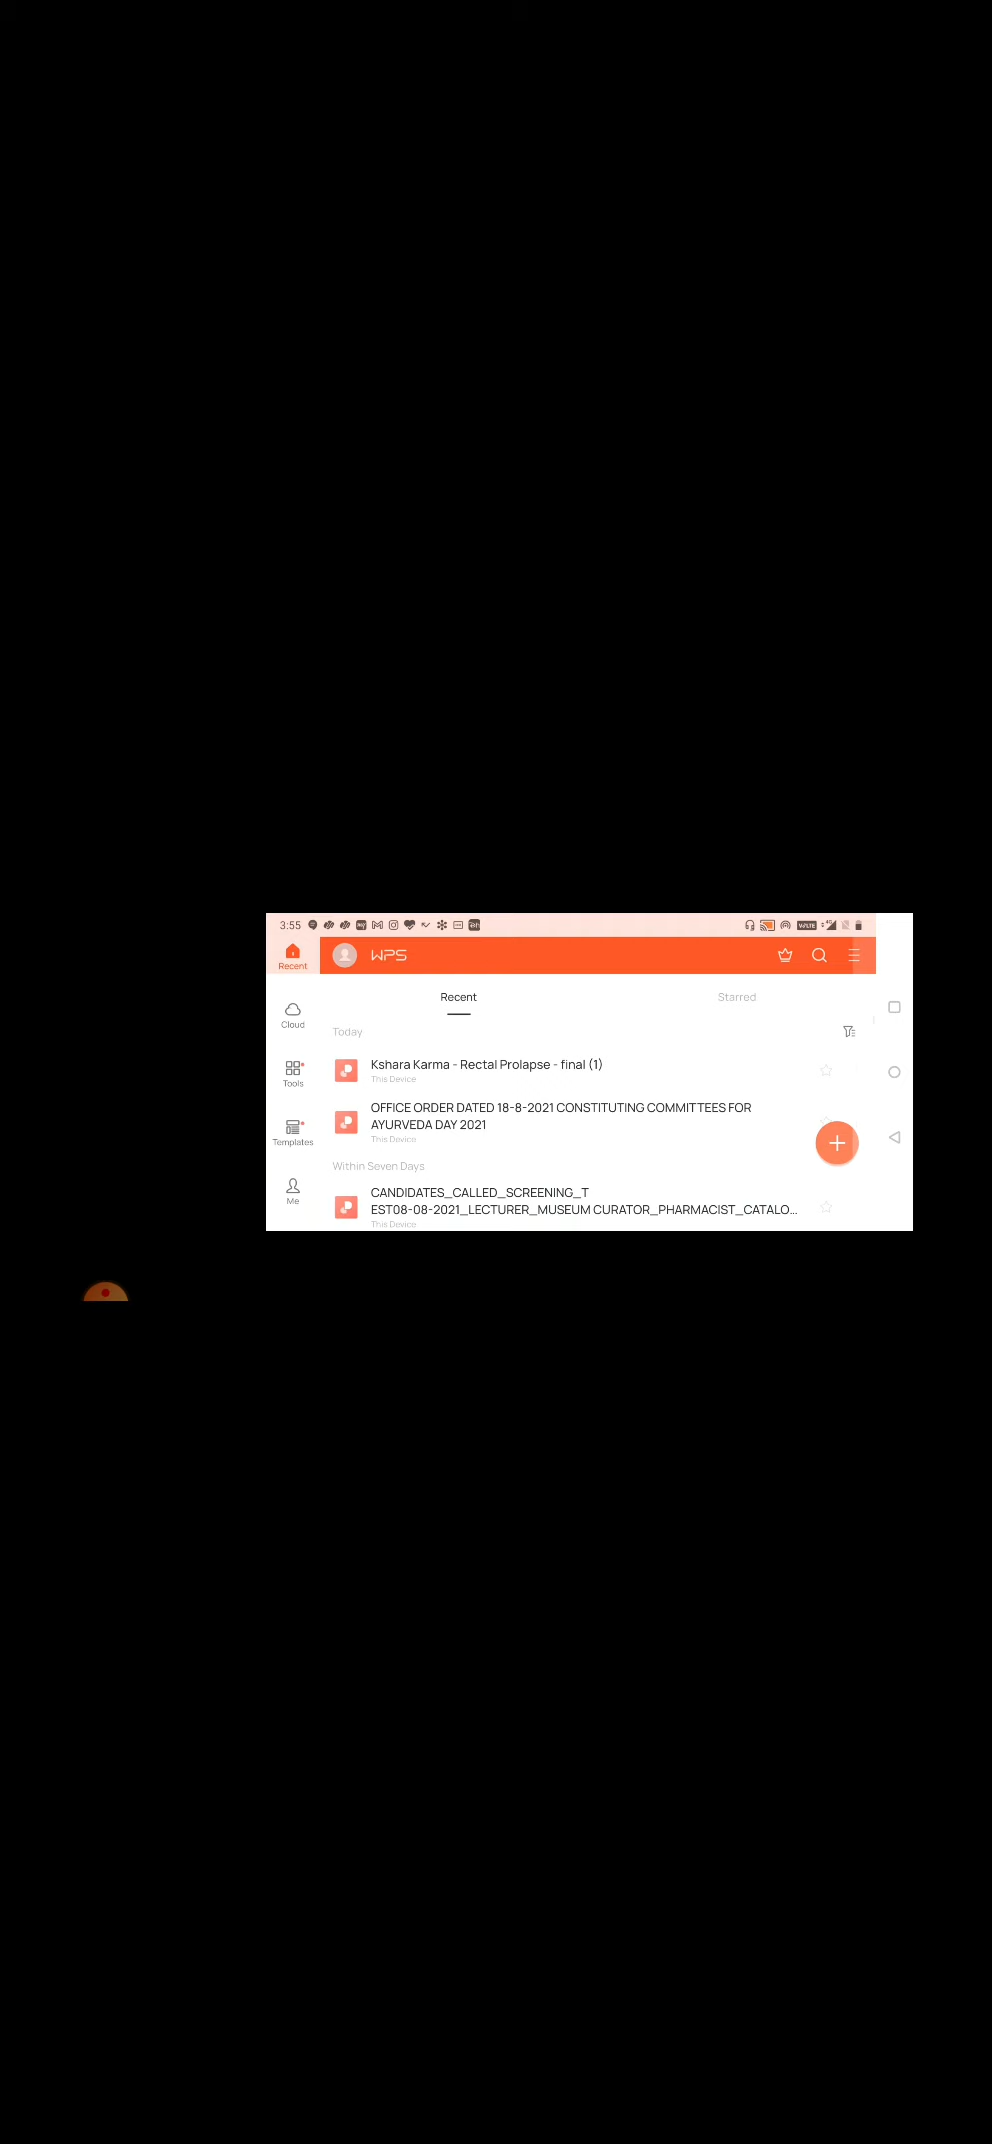 3:55
VoLTE
4G
Recent
WPS
Recent
Starred
Cloud
Today
Kshara Karma - Rectal Prolapse - final (1)
This Device
Tools
OFFICE ORDER DATED 18-8-2021 CONSTITUTING COMMITTEES FOR
AYURVEDA DAY 2021
This Device
Templates
Within Seven Days
CANDIDATES_CALLED_SCREENING_T
EST08-08-2021_LECTURER_MUSEUM CURATOR_PHARMACIST_CATALO...
This Device
Me